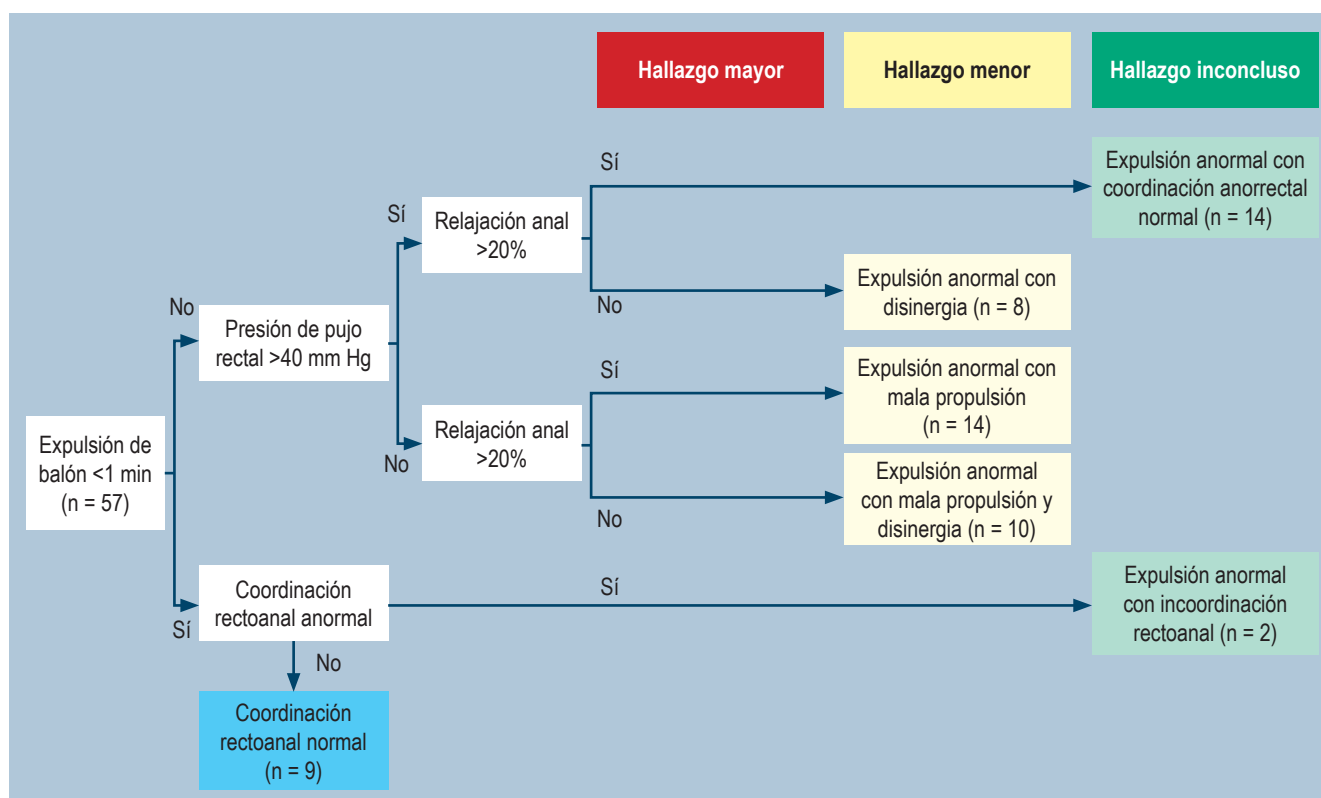 Hallazgo mayor
Hallazgo menor
Hallazgo inconcluso
Sí
Expulsión anormal con
coordinación anorrectal
normal (n = 14)
Sí
Relajación anal
>20%
No
Expulsión anormal con
disinergia (n = 8)
No
Presión de pujo
rectal >40 mm Hg
Sí
Expulsión anormal con
mala propulsión
(n = 14)
No
Relajación anal
>20%
No
Expulsión anormal
con mala propulsión y
disinergia (n = 10)
Expulsión de
balón <1 min
(n = 57)
Sí
Coordinación
rectoanal anormal
Sí
Expulsión anormal
con incoordinación
rectoanal (n = 2)
No
Coordinación
rectoanal normal
(n = 9)